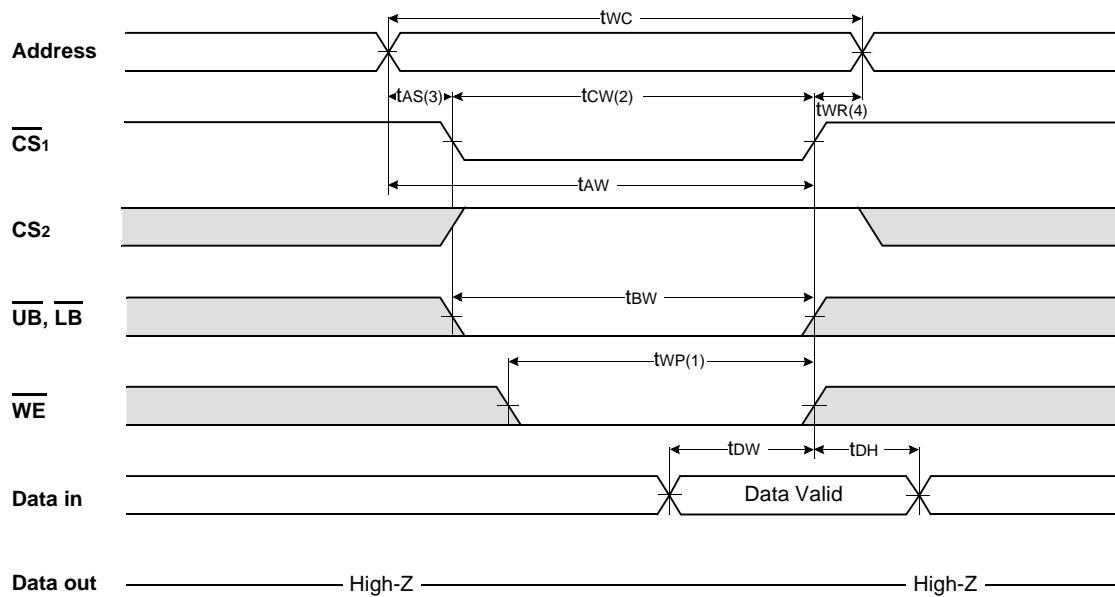 tWC
Address
tAS(3) tCW(2) tWR(4)
CS1
tAW
CS2
tBW
UB, LB
tWP(1)
WE
tDW tDH
Data in Data Valid
Data out High-Z High-Z